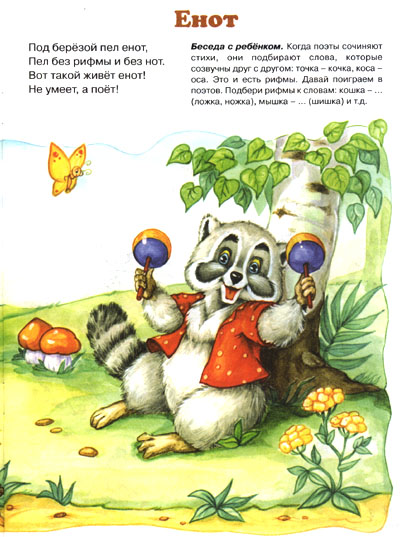 Енот
Под берёзой пел енот,
Пел без рифмы и без нот.
Вот такой живёт енот!
Не умеет, а поёт!
Беседа с ребёнком. Когда поэты сочиняют
стихи, они подбирают слова, которые
созвучны друг с другом: точка – кочка, коса –
оса. Это и есть рифмы. Давай поиграем в
поэтов. Подбери рифмы к словам: кошка – ...
(ложка, ножка), мышка – ... (шишка) и т.д.